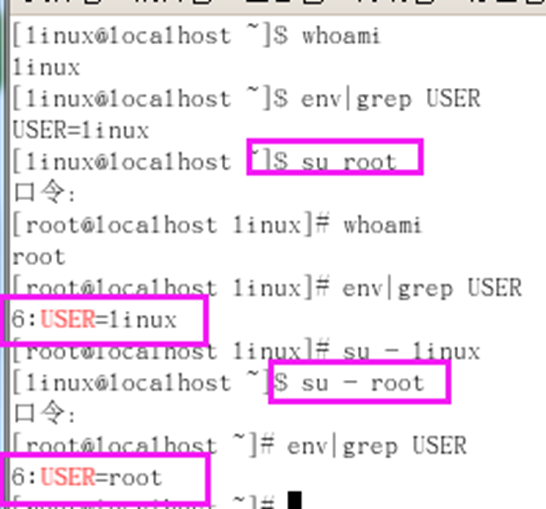 [linux@localhost ~]$ whoami
linux
[linux@localhost ~]$ env|grep USER
USER=linux
[linux@localhost ~]$ su root
口令：
[root@localhost linux]# whoami
root
[root@localhost linux]# env|grep USER
6:USER=linux
[root@localhost linux]# su - linux
[linux@localhost ~]$ su - root
口令：
[root@localhost ~]# env|grep USER
6:USER=root
[root@localhost ~]#